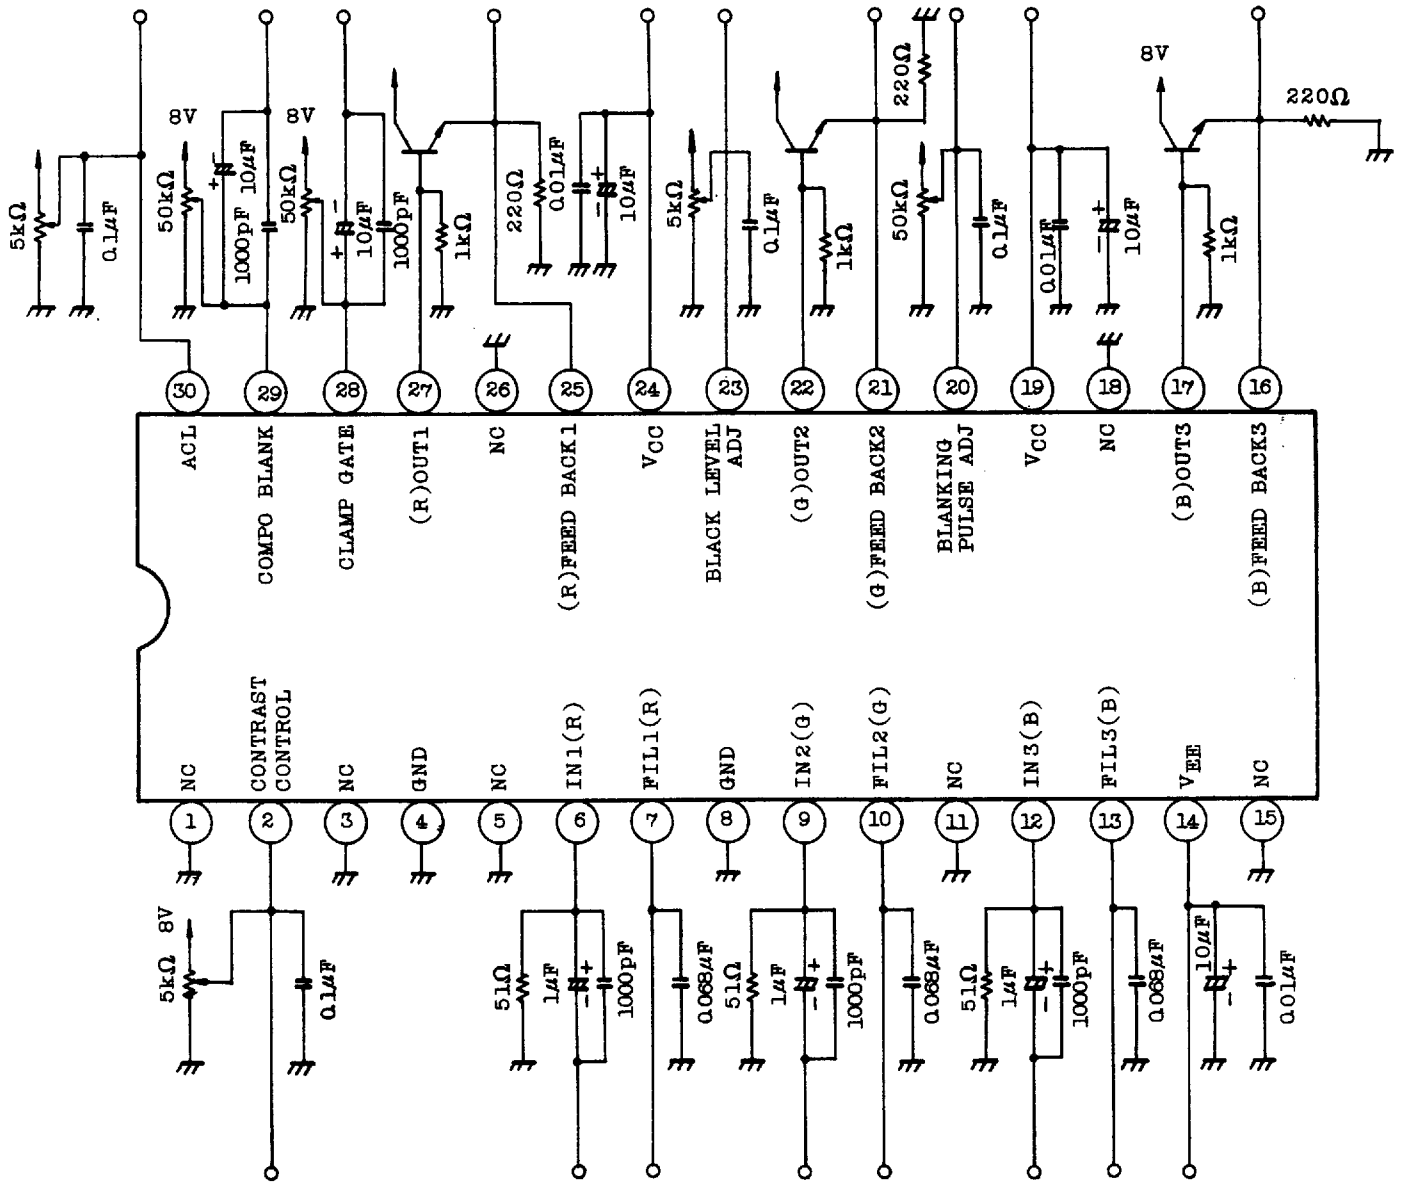 8V
8V
8V
220Ω
220Ω
5kΩ
0.1μF
50kΩ
10μF
1000pF
50kΩ
10μF
1000pF
1kΩ
220Ω
0.01μF
10μF
5kΩ
0.1μF
1kΩ
50kΩ
0.1μF
0.01μF
10μF
1kΩ
+
-
-
+
+
-
+
-
30
29
28
27
26
25
24
23
22
21
20
19
18
17
16
ACL
COMPO BLANK
CLAMP GATE
(R)OUT1
NC
(R)FEED BACK1
VCC
BLACK LEVEL
ADJ
(G)OUT2
(G)FEED BACK2
BLANKING
PULSE ADJ
VCC
NC
(B)OUT3
(B)FEED BACK3
NC
CONTRAST
CONTROL
NC
GND
NC
IN1(R)
FIL1(R)
GND
IN2(G)
FIL2(G)
NC
IN3(B)
FIL3(B)
VEE
NC
1
2
3
4
5
6
7
8
9
10
11
12
13
14
15
8V
5kΩ
0.1μF
51Ω
1μF
+
-
1000pF
0.068μF
51Ω
1μF
+
-
1000pF
0.068μF
51Ω
1μF
+
-
1000pF
0.068μF
10μF
+
-
0.01μF